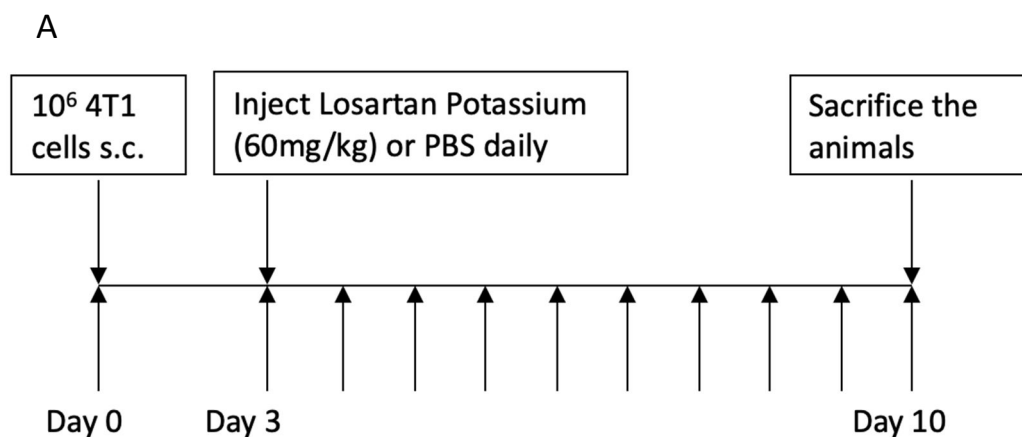 A
10⁶ 4T1
cells s.c.
Inject Losartan Potassium
(60mg/kg) or PBS daily
Sacrifice the
animals
Day 0
Day 3
Day 10